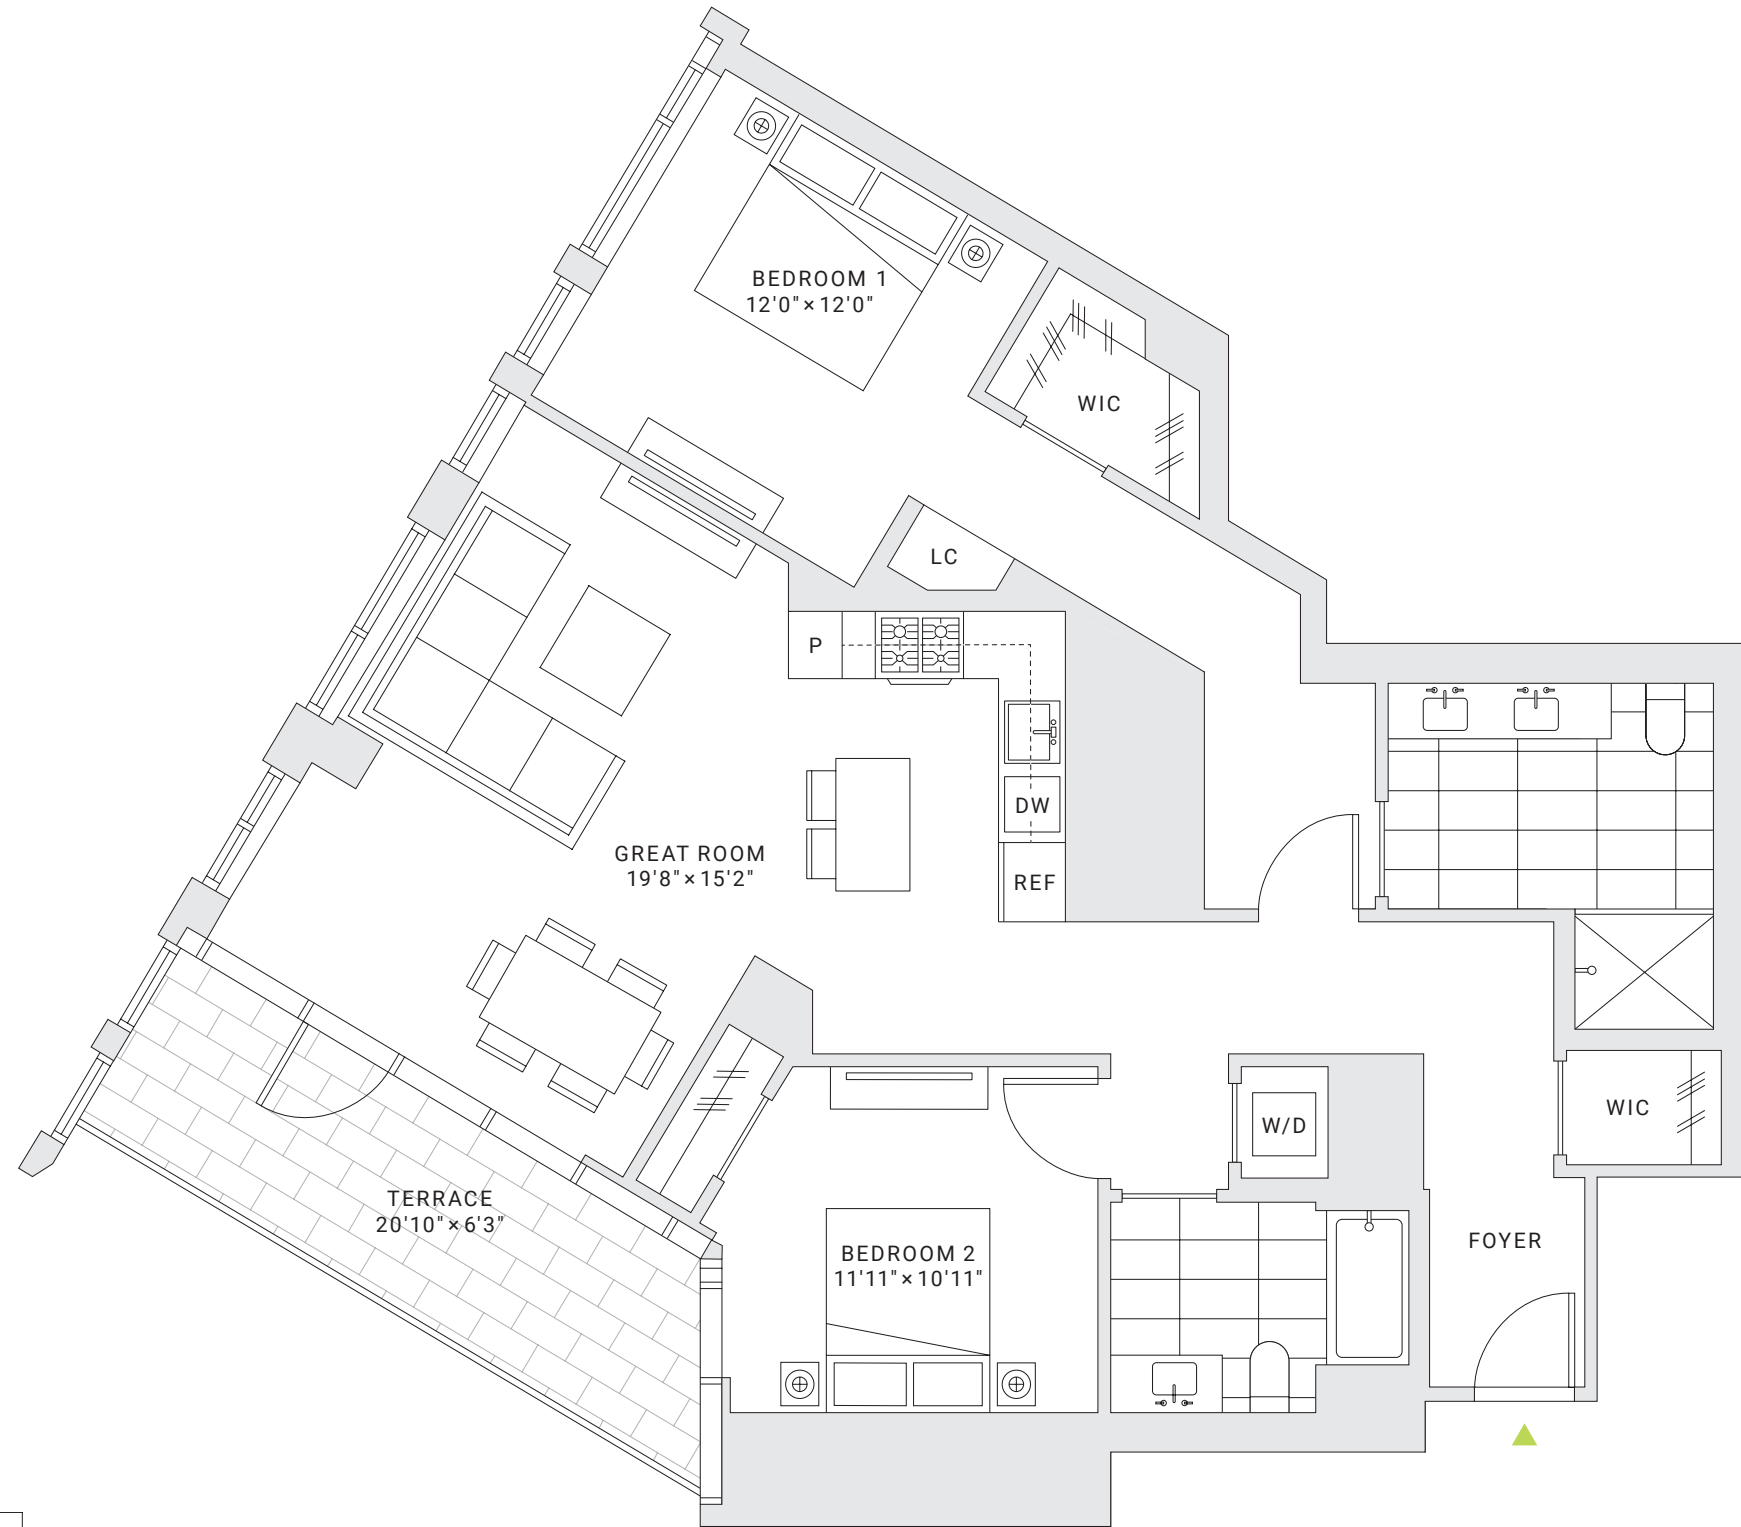 BEDROOM 1
12'0"×12'0"
WIC
LC
P
DW
REF
GREAT ROOM
19'8"×15'2"
WIC
W/D
TERRACE
20'10"×6'3"
FOYER
BEDROOM 2
11'11"×10'11"